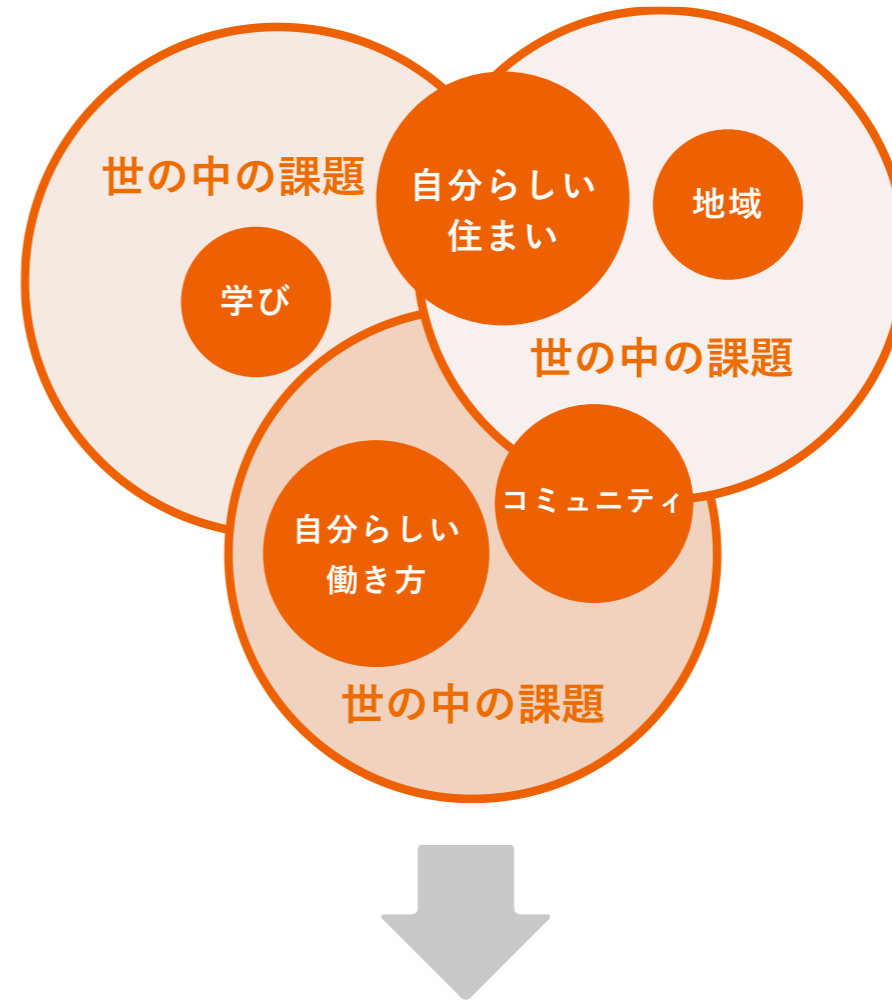 世の中の課題
自分らしい
住まい
地域
学び
世の中の課題
コミュニティ
自分らしい
働き方
世の中の課題